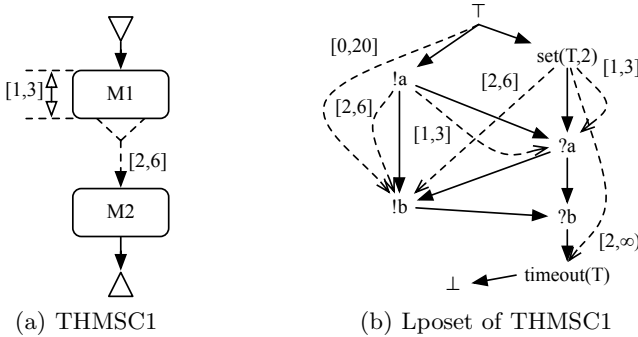 [1,3]
M1
[2,6]
M2
(a) THMSC1
⊤
[0,20]
set(T,2)
!a
[2,6]
[1,3]
[2,6]
[1,3]
?a
!b
?b
[2,∞)
⊥
timeout(T)
(b) Lposet of THMSC1